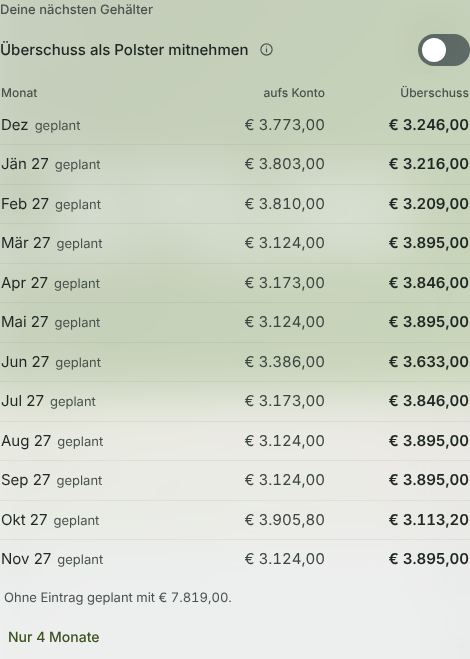 Deine nächsten Gehälter
Überschuss als Polster mitnehmen
Monat aufs Konto Überschuss
Dez geplant € 3.773,00 € 3.246,00
Jän 27 geplant € 3.803,00 € 3.216,00
Feb 27 geplant € 3.810,00 € 3.209,00
Mär 27 geplant € 3.124,00 € 3.895,00
Apr 27 geplant € 3.173,00 € 3.846,00
Mai 27 geplant € 3.124,00 € 3.895,00
Jun 27 geplant € 3.386,00 € 3.633,00
Jul 27 geplant € 3.173,00 € 3.846,00
Aug 27 geplant € 3.124,00 € 3.895,00
Sep 27 geplant € 3.124,00 € 3.895,00
Okt 27 geplant € 3.905,80 € 3.113,20
Nov 27 geplant € 3.124,00 € 3.895,00
Ohne Eintrag geplant mit € 7.819,00.
Nur 4 Monate